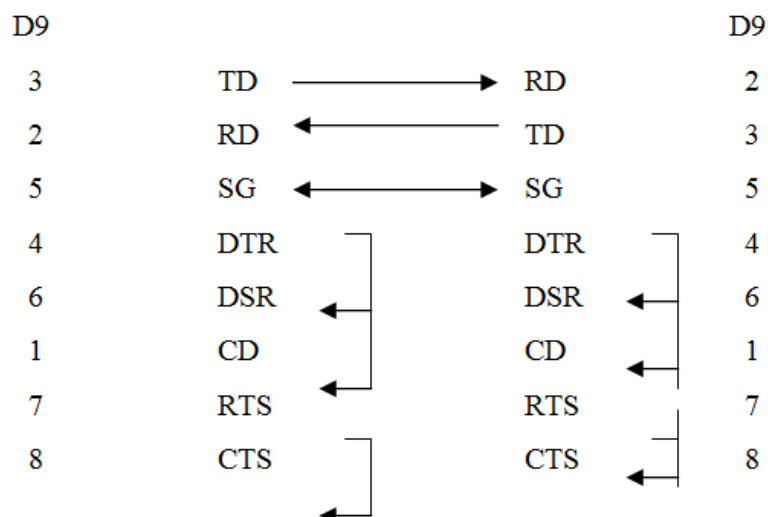 D9 D9
3 TD RD 2
2 RD TD 3
5 SG SG 5
4 DTR DTR 4
6 DSR DSR 6
1 CD CD 1
7 RTS RTS 7
8 CTS CTS 8